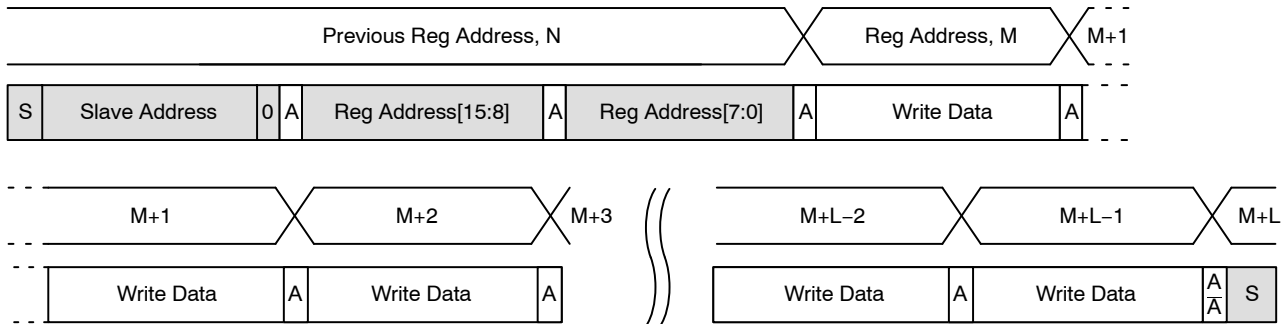 Previous Reg Address, N Reg Address, M M+1
S Slave Address 0 A Reg Address[15:8] A Reg Address[7:0] A Write Data A
M+1 M+2 M+3 M+L−2 M+L−1 M+L
Write Data A Write Data A Write Data A Write Data A/A̅ S